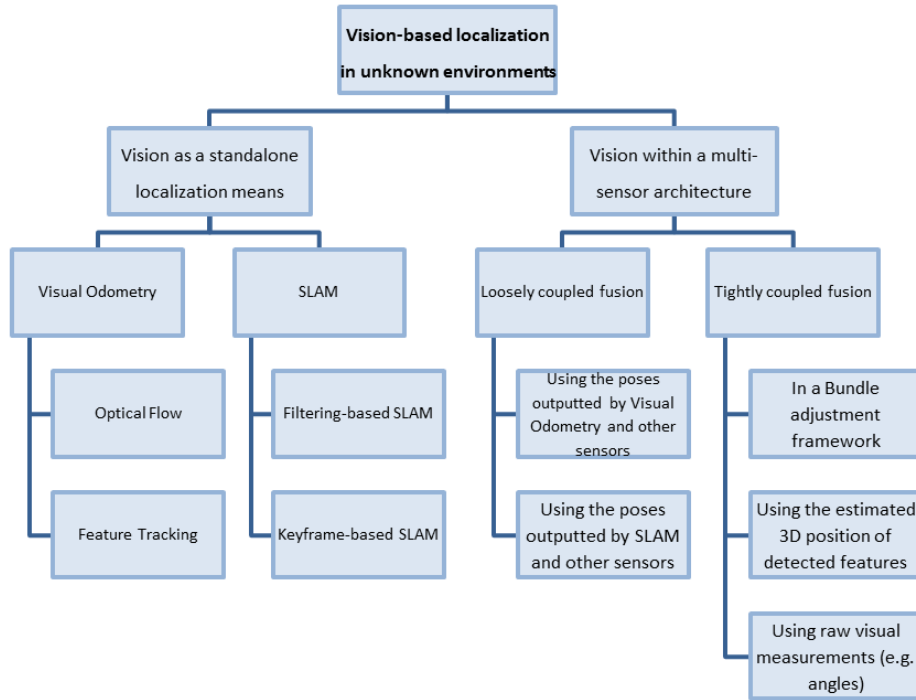 Vision-based localization
in unknown environments
Vision as a standalone
localization means
Vision within a multi-
sensor architecture
Visual Odometry
SLAM
Loosely coupled fusion
Tightly coupled fusion
Optical Flow
Filtering-based SLAM
Using the poses
outputted by Visual
Odometry and other
sensors
In a Bundle
adjustment
framework
Feature Tracking
Keyframe-based SLAM
Using the poses
outputted by SLAM
and other sensors
Using the estimated
3D position of
detected features
Using raw visual
measurements (e.g.
angles)